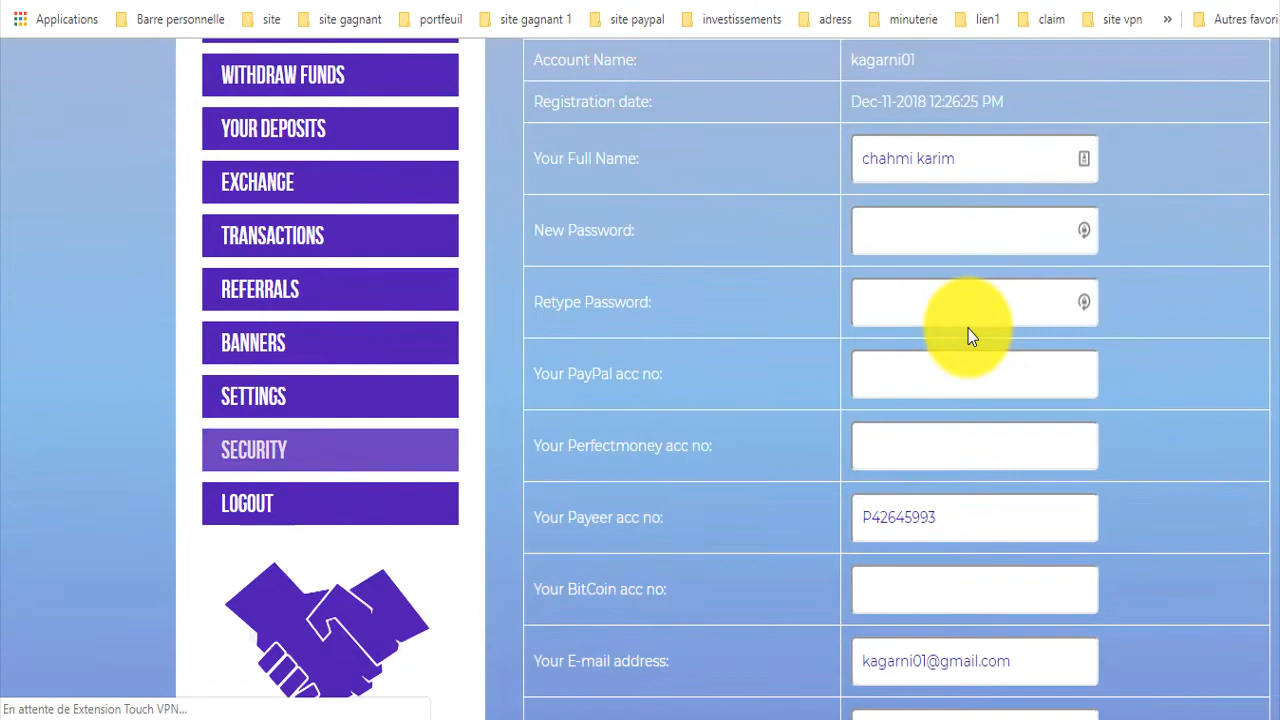 Applications Barre personnelle site site gagnant portfeuil site gagnant 1 site paypal investissements adress minuterie lien1 claim site vpn » Autres favori
WITHDRAW FUNDS
YOUR DEPOSITS
EXCHANGE
TRANSACTIONS
REFERRALS
BANNERS
SETTINGS
SECURITY
LOGOUT
Account Name: kagarni01
Registration date: Dec-11-2018 12:26:25 PM
Your Full Name: chahmi karim
New Password:
Retype Password:
Your PayPal acc no:
Your Perfectmoney acc no:
Your Payeer acc no: P42645993
Your BitCoin acc no:
Your E-mail address: kagarni01@gmail.com
En attente de Extension Touch VPN...